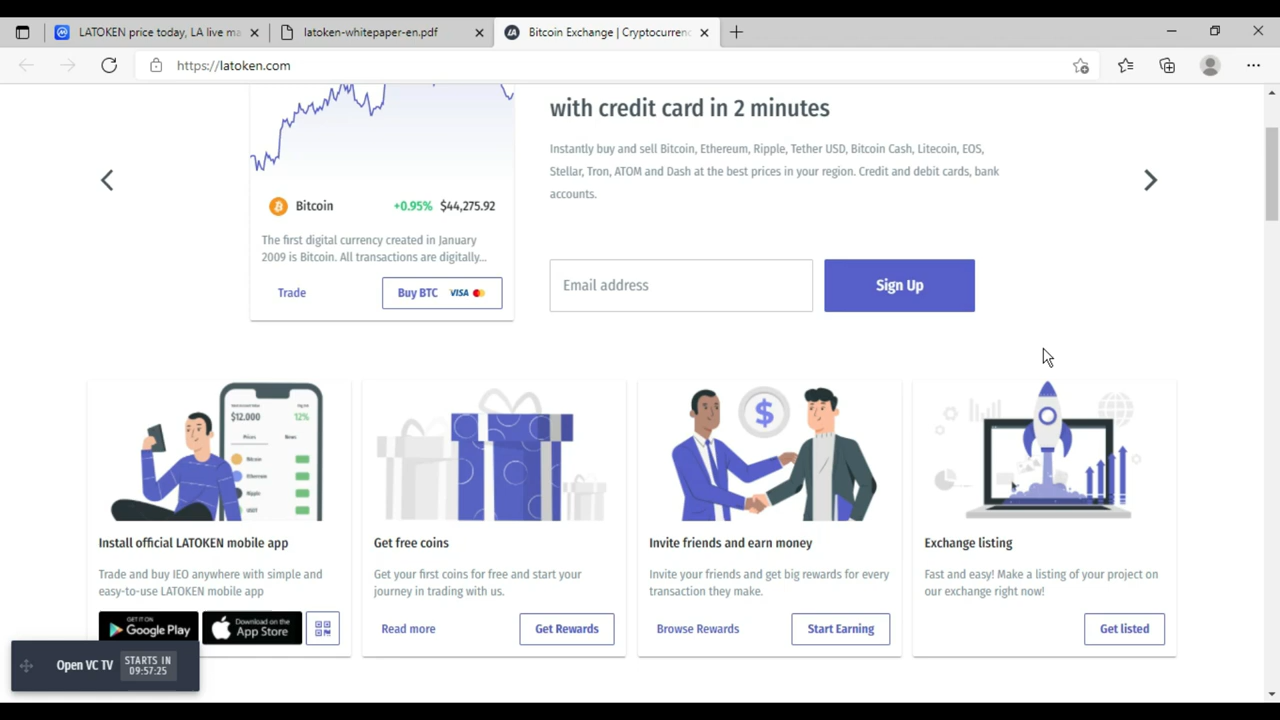 LATOKEN price today, LA live ma
latoken-whitepaper-en.pdf
Bitcoin Exchange | Cryptocurren
https://latoken.com
with credit card in 2 minutes
Instantly buy and sell Bitcoin, Ethereum, Ripple, Tether USD, Bitcoin Cash, Litecoin, EOS,
Stellar, Tron, ATOM and Dash at the best prices in your region. Credit and debit cards, bank
accounts.
Bitcoin +0.95% $44,275.92
The first digital currency created in January
2009 is Bitcoin. All transactions are digitally...
Trade
Buy BTC VISA
Email address
Sign Up
$12.000 12%
Install official LATOKEN mobile app
Trade and buy IEO anywhere with simple and
easy-to-use LATOKEN mobile app
GET IT ON
Google Play
Download on the
App Store
Get free coins
Get your first coins for free and start your
journey in trading with us.
Read more
Get Rewards
$
Invite friends and earn money
Invite your friends and get big rewards for every
transaction they make.
Browse Rewards
Start Earning
Exchange listing
Fast and easy! Make a listing of your project on
our exchange right now!
Get listed
Open VC TV
STARTS IN
09:57:25